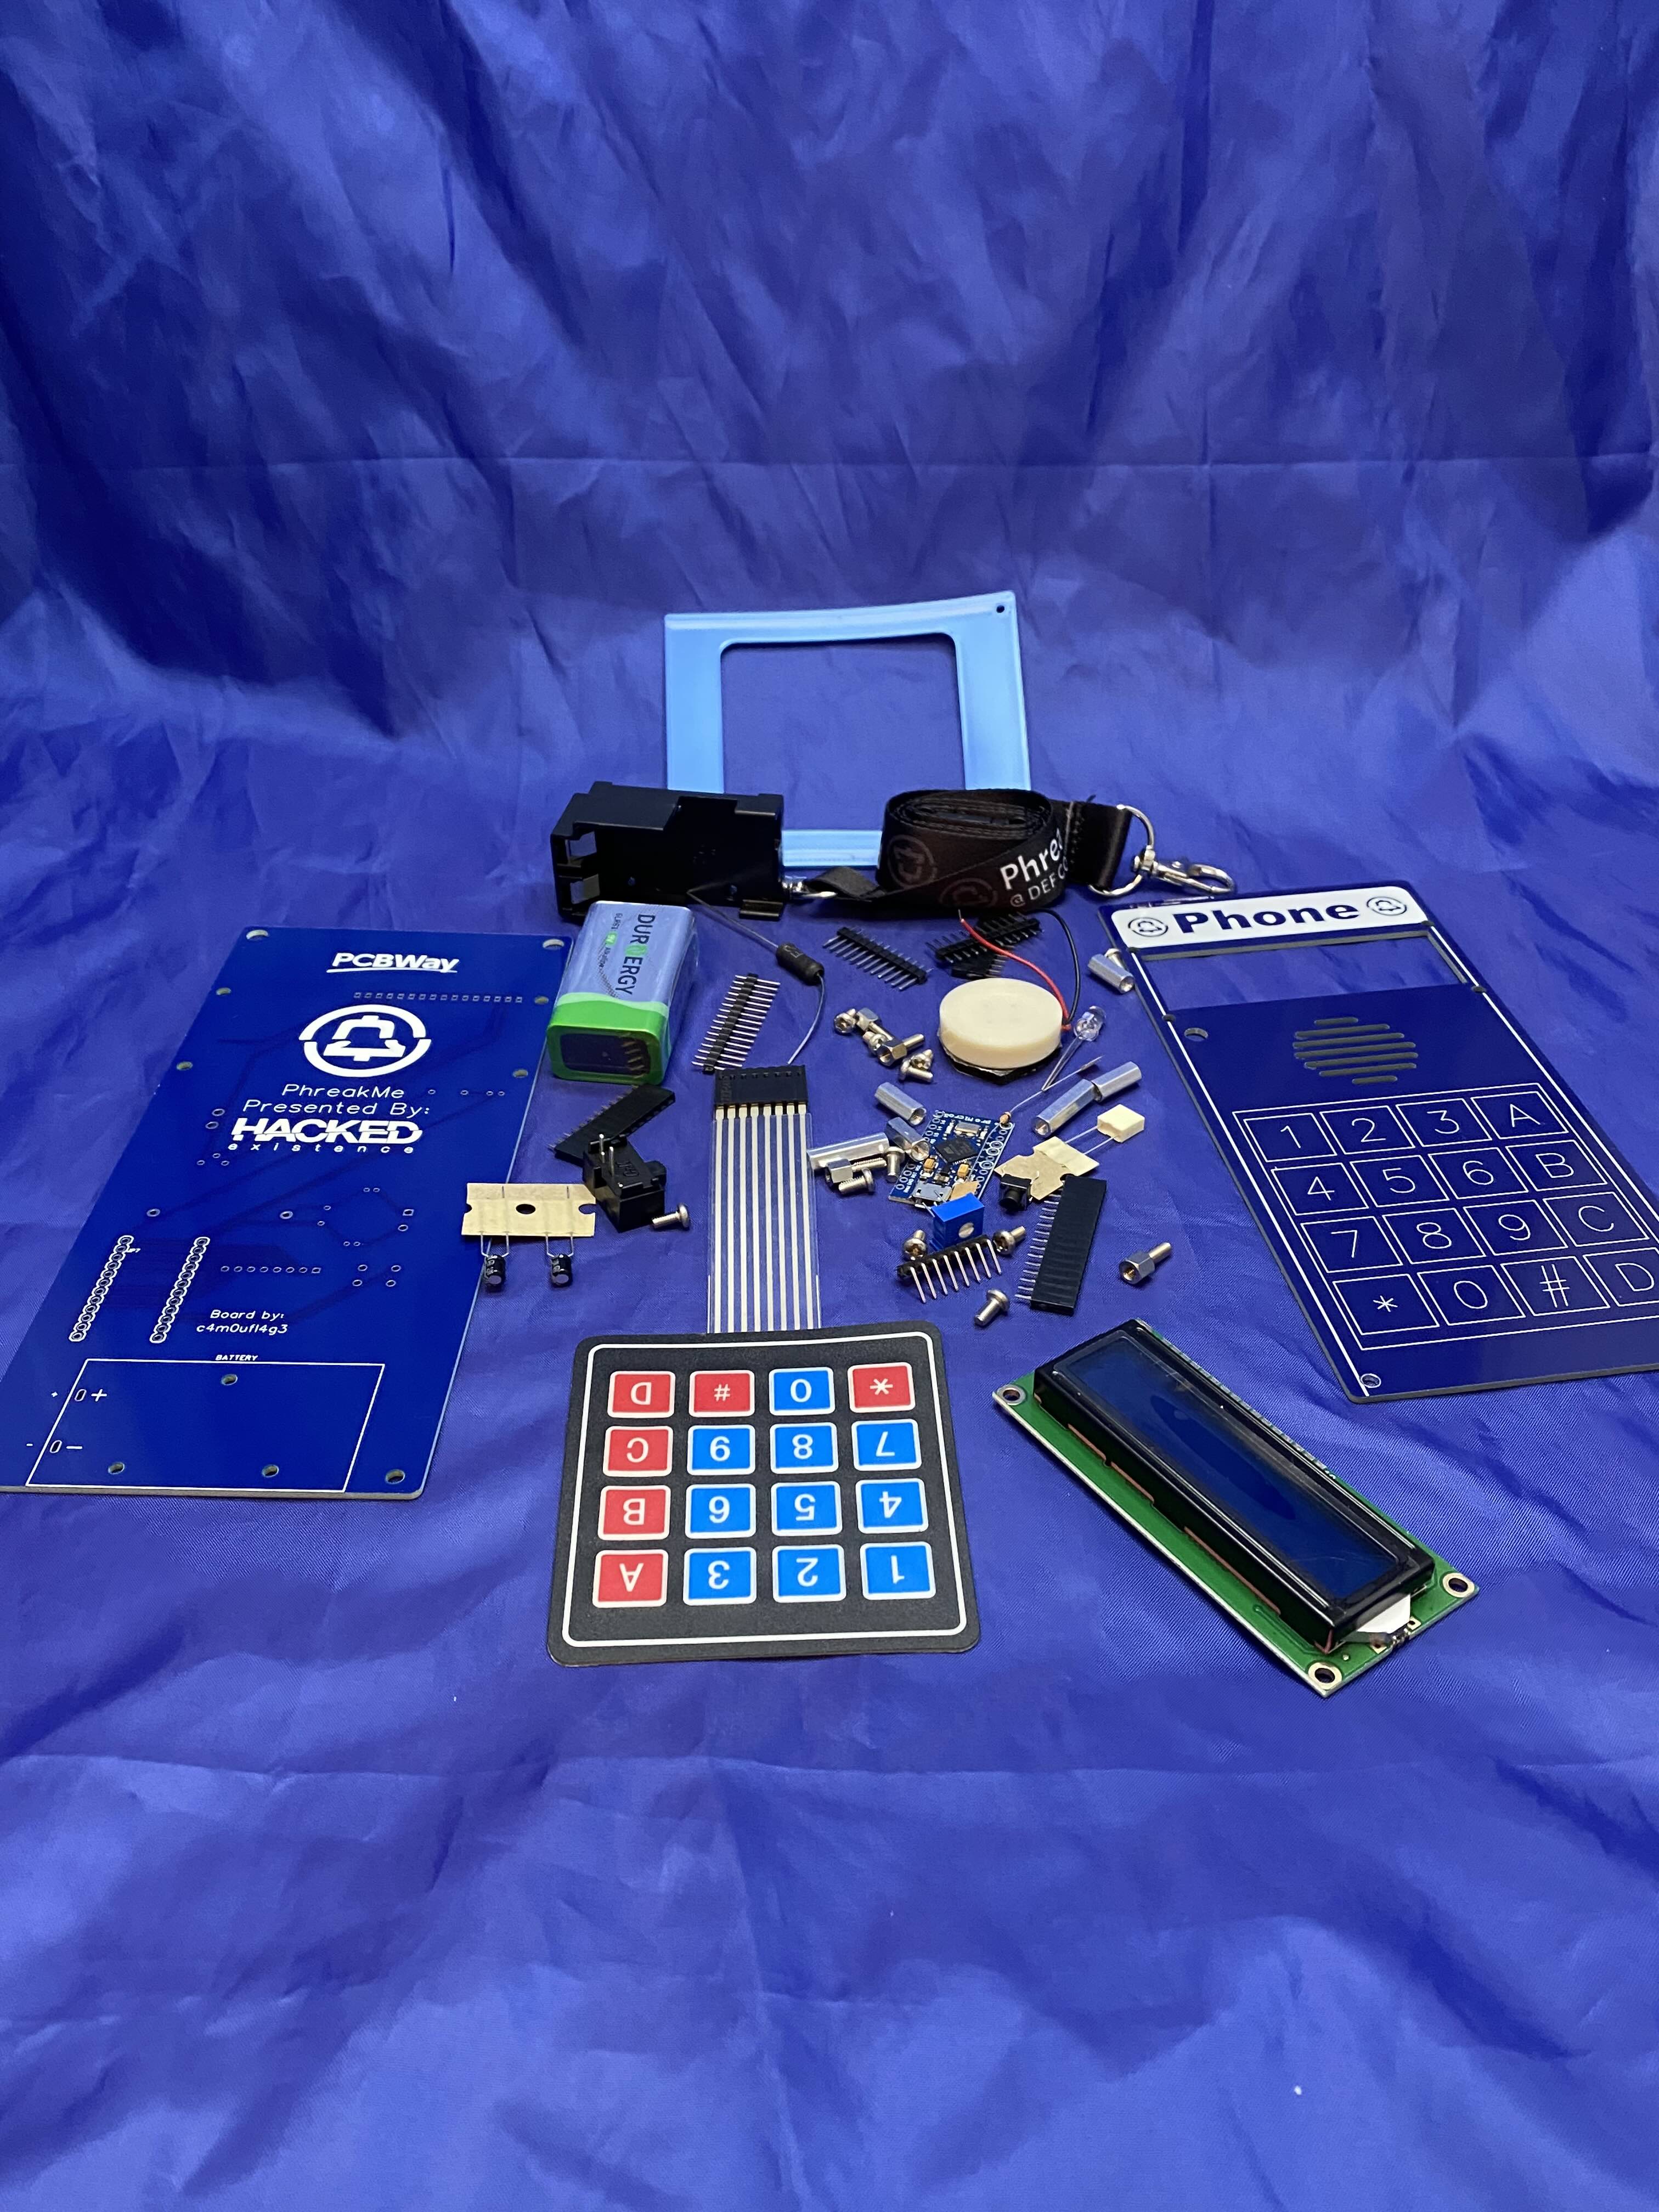 Phre
@ DEF C
Phone
1 2 3 A
4 5 6 B
7 8 9 C
* 0 # D
DURNERGY
PCBWay
PhreakMe
Presented By:
HACKED
existence
Board by:
c4m0ufl4g3
BATTERY
+ 0 +
- 0 -
D # 0 *
C 9 8 7
B 6 5 4
A 3 2 1